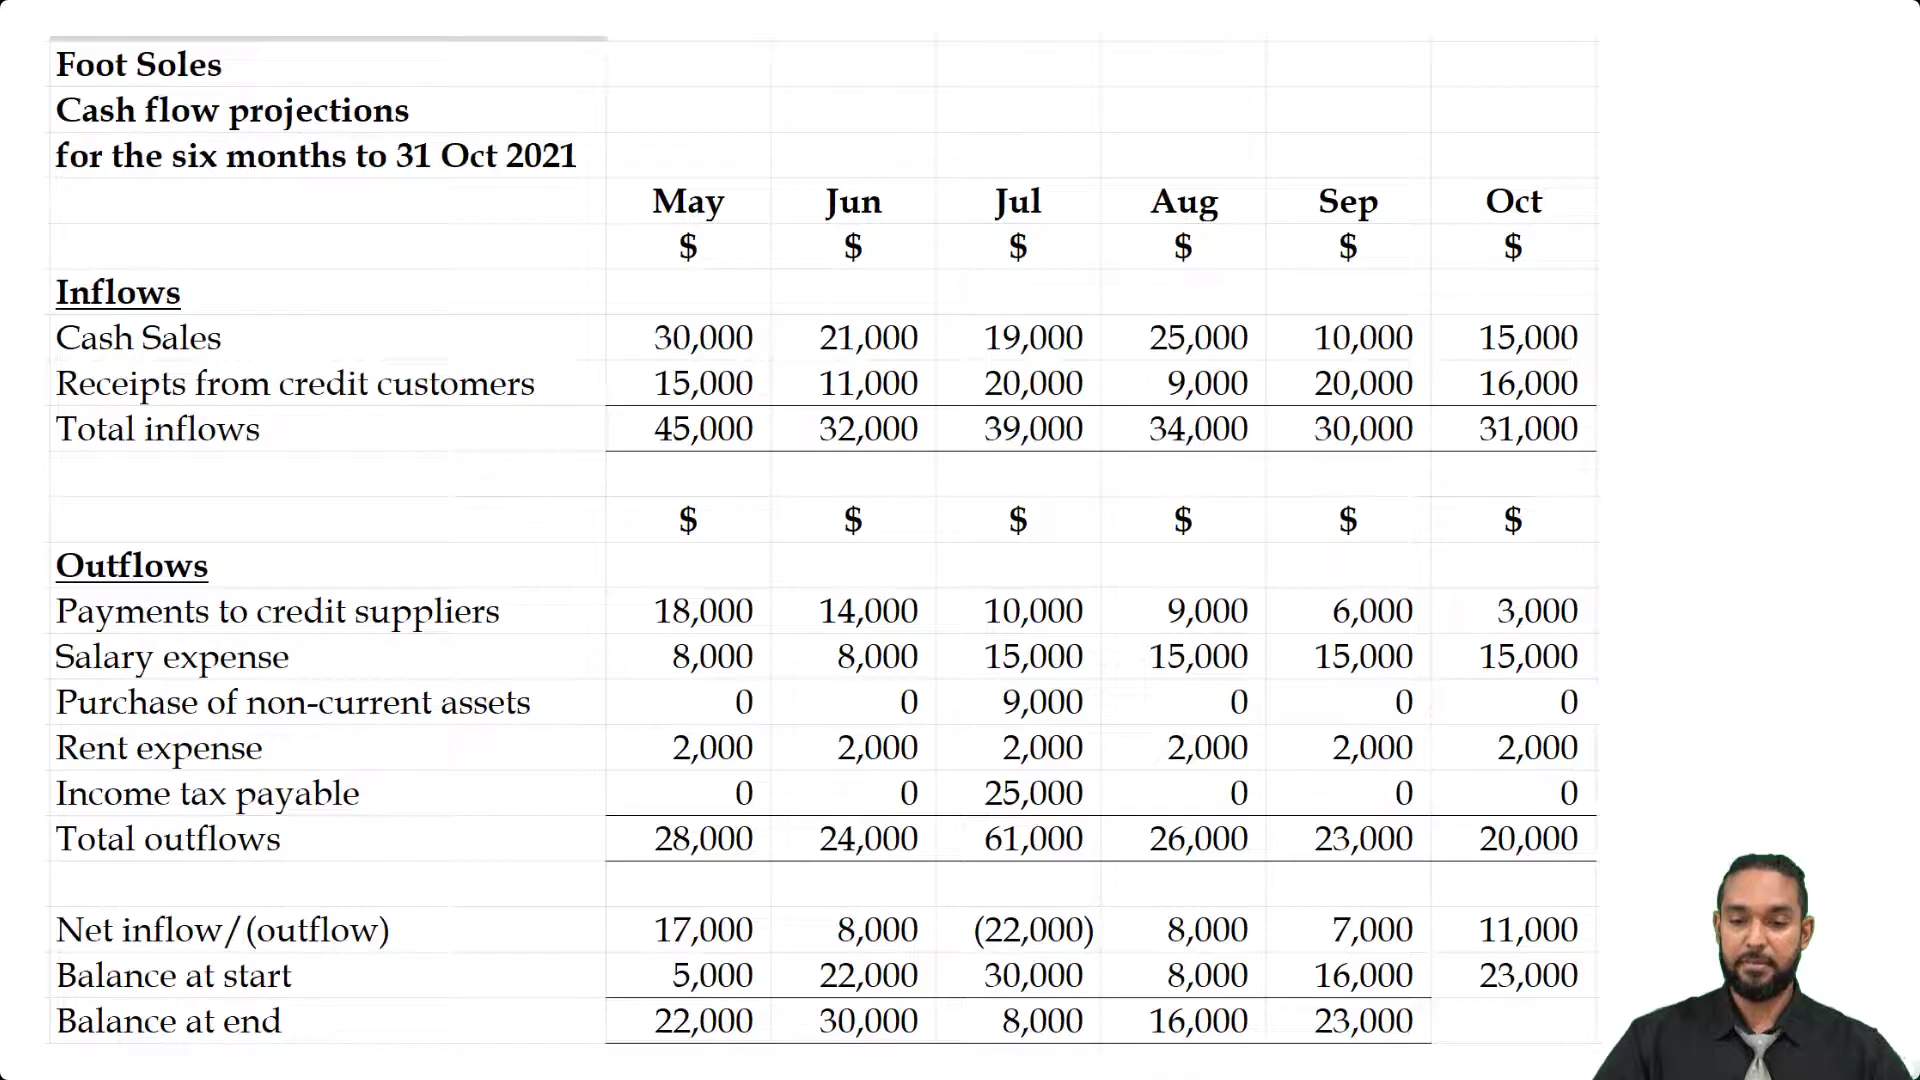 Foot Soles
Cash flow projections
for the six months to 31 Oct 2021
May Jun Jul Aug Sep Oct
$ $ $ $ $ $
Inflows
Cash Sales 30,000 21,000 19,000 25,000 10,000 15,000
Receipts from credit customers 15,000 11,000 20,000 9,000 20,000 16,000
Total inflows 45,000 32,000 39,000 34,000 30,000 31,000
$ $ $ $ $ $
Outflows
Payments to credit suppliers 18,000 14,000 10,000 9,000 6,000 3,000
Salary expense 8,000 8,000 15,000 15,000 15,000 15,000
Purchase of non-current assets 0 0 9,000 0 0 0
Rent expense 2,000 2,000 2,000 2,000 2,000 2,000
Income tax payable 0 0 25,000 0 0 0
Total outflows 28,000 24,000 61,000 26,000 23,000 20,000
Net inflow/(outflow) 17,000 8,000 (22,000) 8,000 7,000 11,000
Balance at start 5,000 22,000 30,000 8,000 16,000 23,000
Balance at end 22,000 30,000 8,000 16,000 23,000